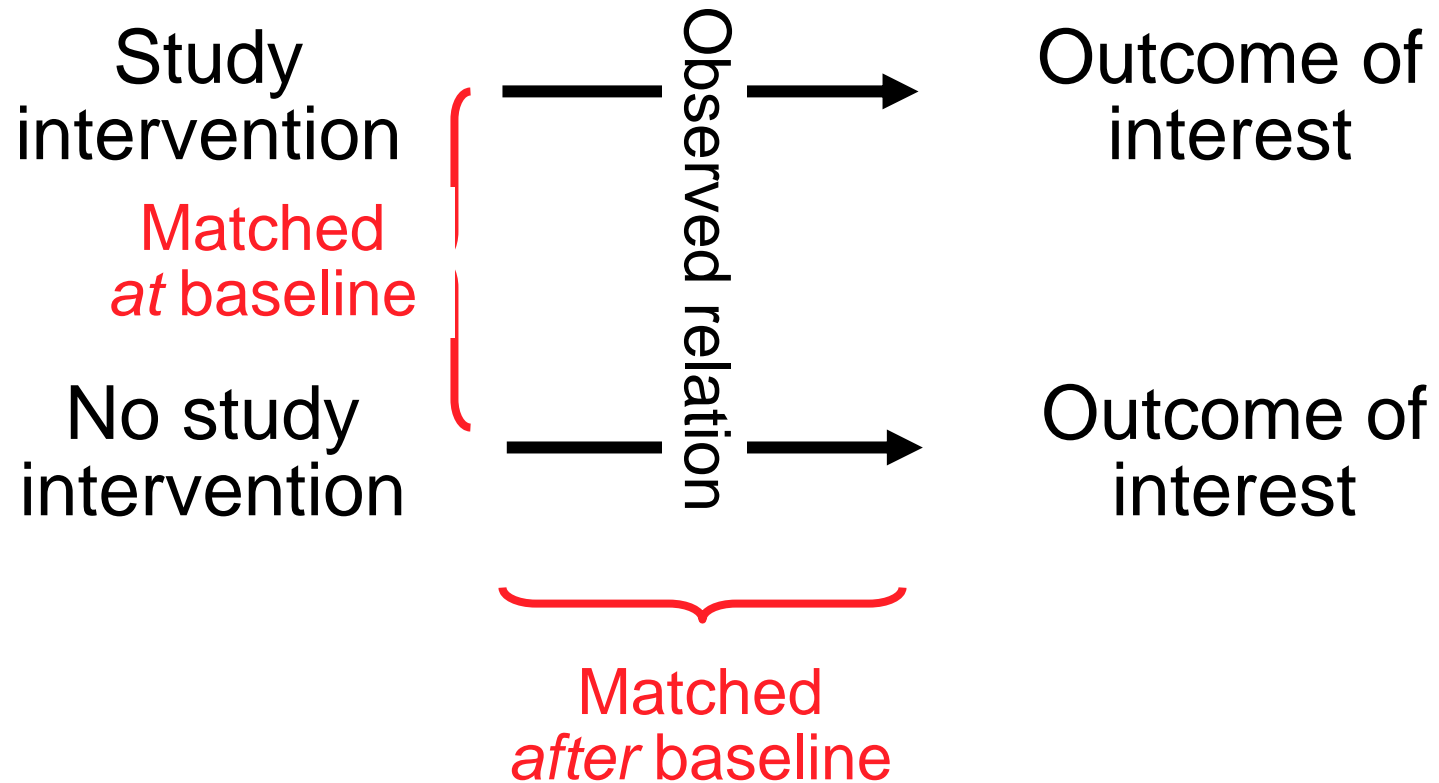 Study
intervention
Observed relation
Outcome of
interest
Matched
at baseline
No study
intervention
Outcome of
interest
Matched
after baseline